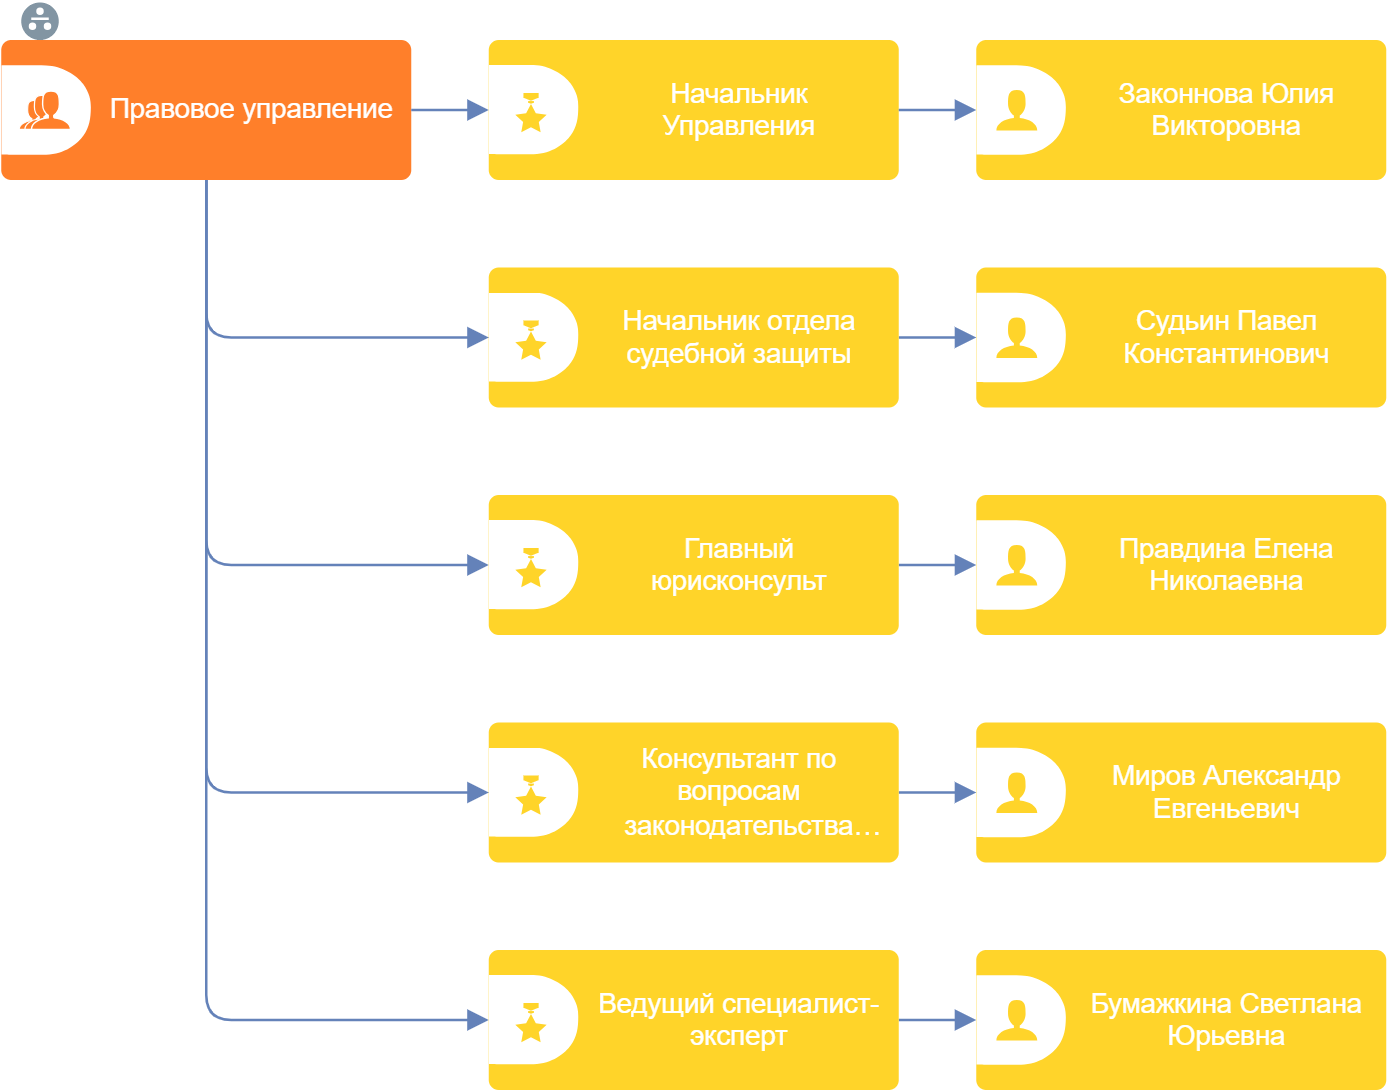 Правовое управление
Начальник
Управления
Законнова Юлия
Викторовна
Начальник отдела
судебной защиты
Судьин Павел
Константинович
Главный
юрисконсульт
Правдина Елена
Николаевна
Консультант по
вопросам
законодательства…
Миров Александр
Евгеньевич
Ведущий специалист-
эксперт
Бумажкина Светлана
Юрьевна